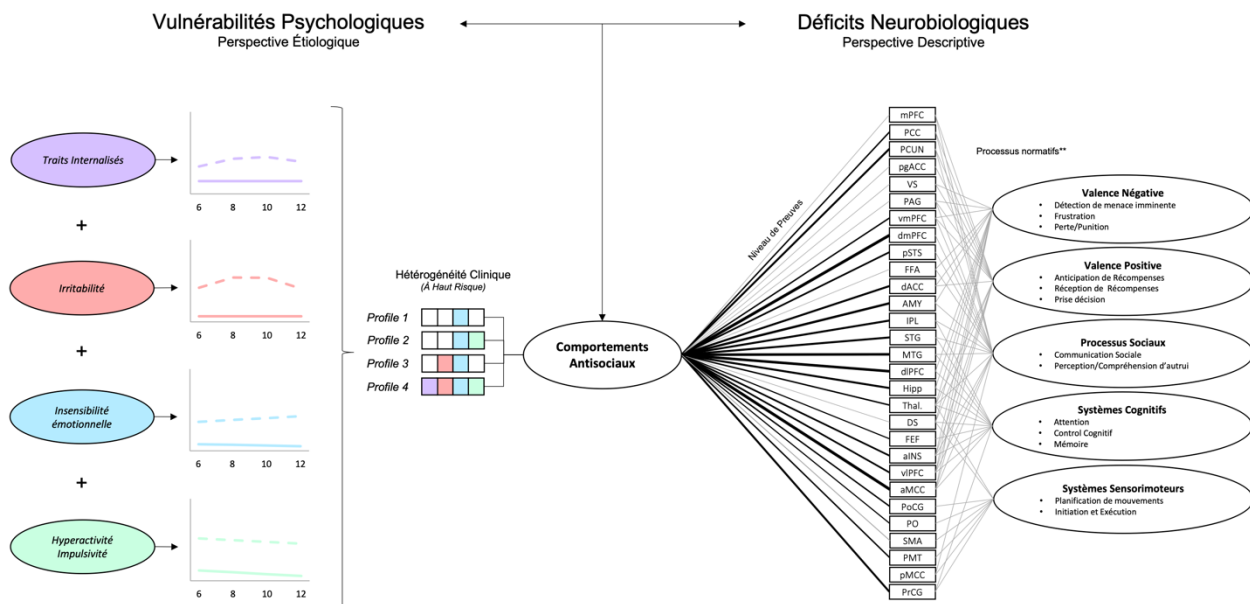 Vulnérabilités Psychologiques
Perspective Étiologique
Déficits Neurobiologiques
Perspective Descriptive
Traits Internalisés
6 8 10 12
+
Irritabilité
6 8 10 12
+
Insensibilité
émotionnelle
6 8 10 12
+
Hyperactivité
Impulsivité
6 8 10 12
Hétérogénéité Clinique
(À Haut Risque)
Profile 1
Profile 2
Profile 3
Profile 4
Comportements
Antisociaux
Niveau de Preuves
mPFC
PCC
PCUN
pgACC
VS
PAG
vmPFC
dmPFC
pSTS
FFA
dACC
AMY
IPL
STG
MTG
dlPFC
Hipp
Thal.
DS
FEF
aINS
vlPFC
aMCC
PoCG
PO
SMA
PMT
pMCC
PrCG
Processus normatifs**
Valence Négative
• Détection de menace imminente
• Frustration
• Perte/Punition
Valence Positive
• Anticipation de Récompenses
• Réception de Récompenses
• Prise décision
Processus Sociaux
• Communication Sociale
• Perception/Compréhension d'autrui
Systèmes Cognitifs
• Attention
• Control Cognitif
• Mémoire
Systèmes Sensorimoteurs
• Planification de mouvements
• Initiation et Exécution